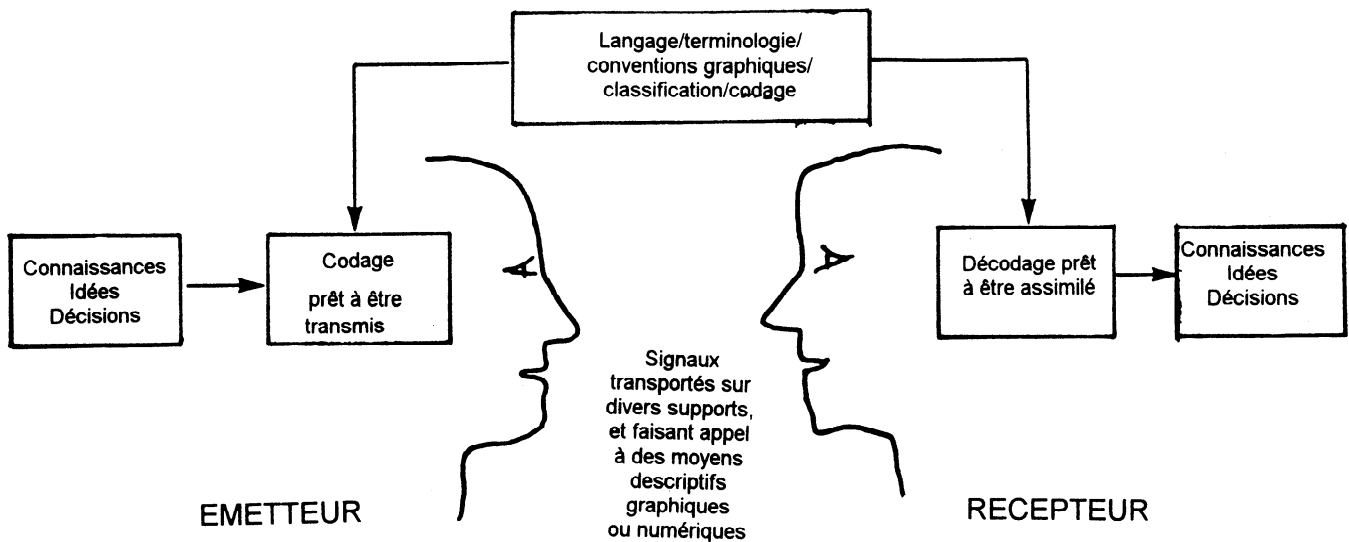 Langage/terminologie/
conventions graphiques/
classification/codage
Connaissances
Idées
Décisions
Codage
prêt à être
transmis
Décodage prêt
à être assimilé
Connaissances
Idées
Décisions
Signaux
transportés sur
divers supports,
et faisant appel
à des moyens
descriptifs
graphiques
ou numériques
EMETTEUR
RECEPTEUR